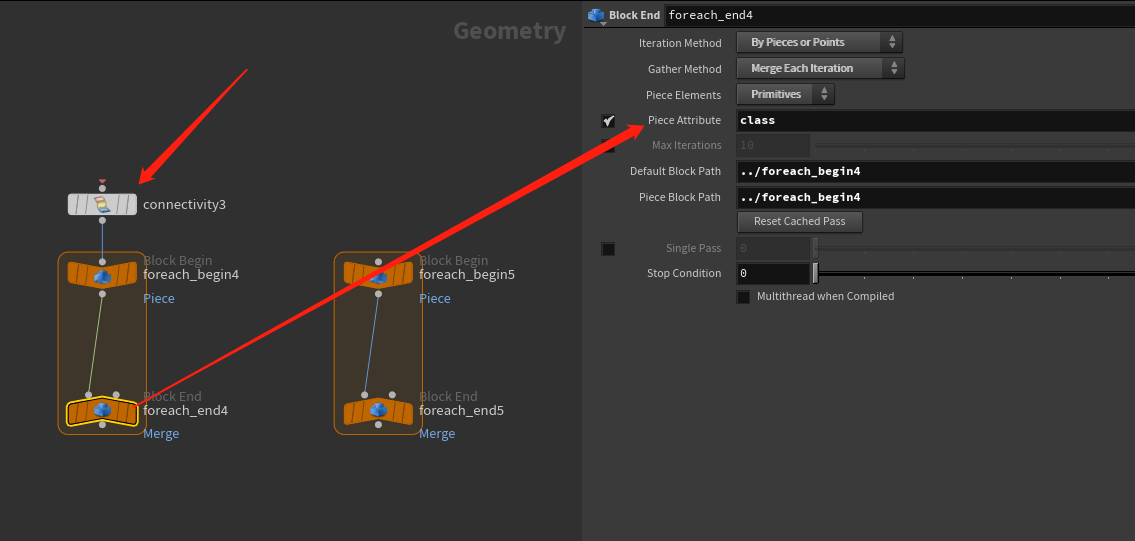 Geometry
connectivity3
Block Begin
foreach_begin4
Piece
Block End
foreach_end4
Merge
Block Begin
foreach_begin5
Piece
Block End
foreach_end5
Merge
Block End foreach_end4
Iteration Method By Pieces or Points
Gather Method Merge Each Iteration
Piece Elements Primitives
Piece Attribute class
Max Iterations 10
Default Block Path ../foreach_begin4
Piece Block Path ../foreach_begin4
Reset Cached Pass
Single Pass 0
Stop Condition 0
Multithread when Compiled